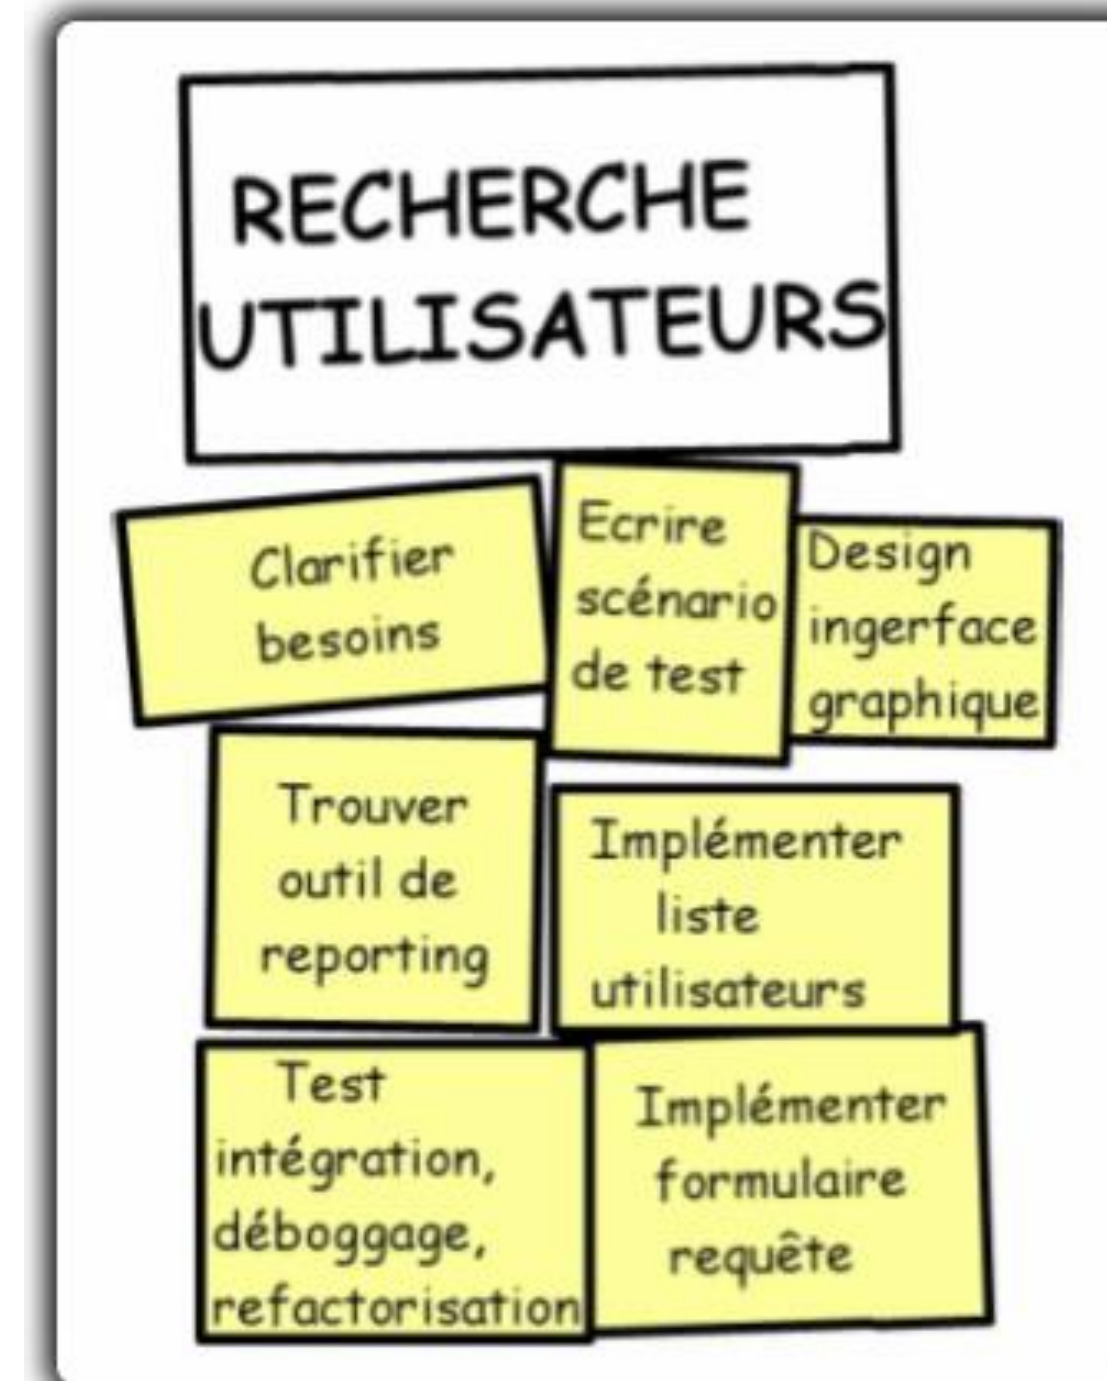 RECHERCHE
UTILISATEURS
Clarifier
besoins
Ecrire
scénario
de test
Design
ingerface
graphique
Trouver
outil de
reporting
Implémenter
liste
utilisateurs
Test
intégration,
déboggage,
refactorisation
Implémenter
formulaire
requête